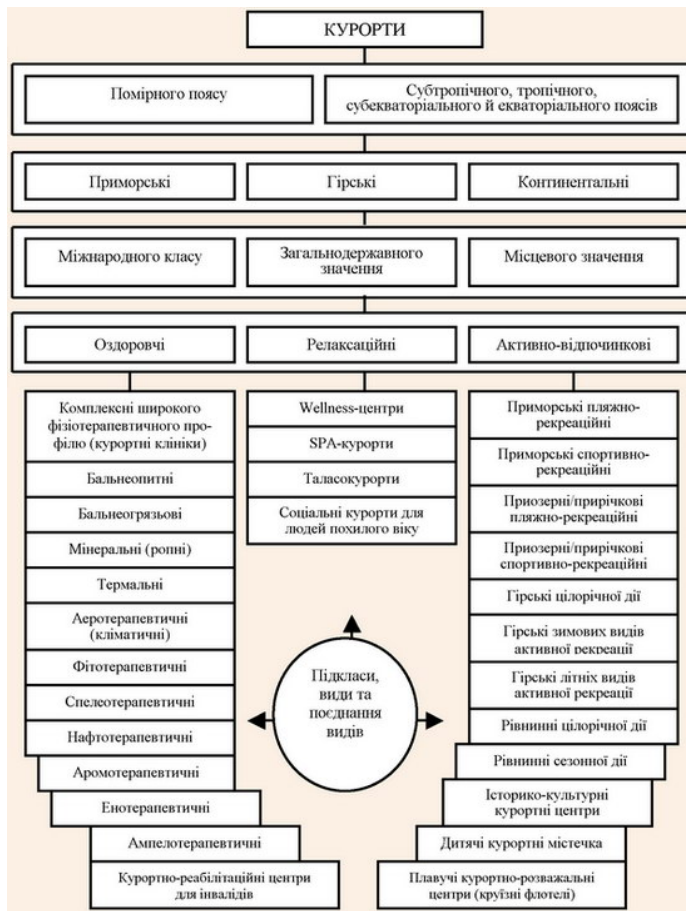 КУРОРТИ
Помірного поясу
Субтропічного, тропічного,
субекваторіального й екваторіального поясів
Приморські
Гірські
Континентальні
Міжнародного класу
Загальнодержавного
значення
Місцевого значення
Оздоровчі
Релаксаційні
Активно-відпочинкові
Комплексні широкого
фізіотерапевтичного про-
філю (курортні клініки)
Бальнеопитні
Бальнеогрязьові
Мінеральні (ропні)
Термальні
Аеротерапевтичні
(кліматичні)
Фітотерапевтичні
Спелеотерапевтичні
Нафтотерапевтичні
Аромотерапевтичні
Енотерапевтичні
Ампелотерапевтичні
Курортно-реабілітаційні центри
для інвалідів
Wellness-центри
SPA-курорти
Таласокурорти
Соціальні курорти для
людей похилого віку
Підкласи,
види та
поєднання
видів
Приморські пляжно-
рекреаційні
Приморські спортивно-
рекреаційні
Приозерні/прирічкові
пляжно-рекреаційні
Приозерні/прирічкові
спортивно-рекреаційні
Гірські цілорічної дії
Гірські зимових видів
активної рекреації
Гірські літніх видів
активної рекреації
Рівнинні цілорічної дії
Рівнинні сезонної дії
Історико-культурні
курортні центри
Дитячі курортні містечка
Плавучі курортно-розважальні
центри (круїзні флотелі)